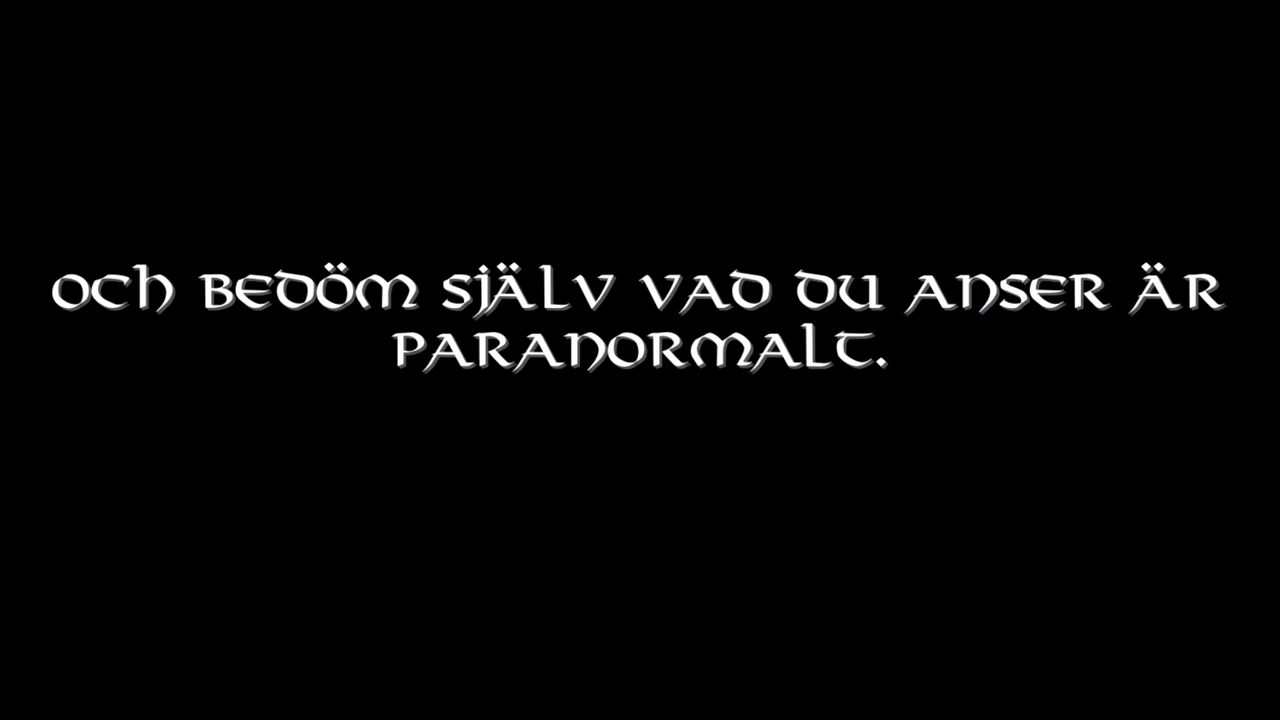 och bedöm själv vad du anser är
paranormalt.